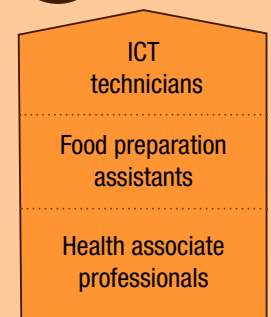 ICT
technicians
Food preparation
assistants
Health associate
professionals